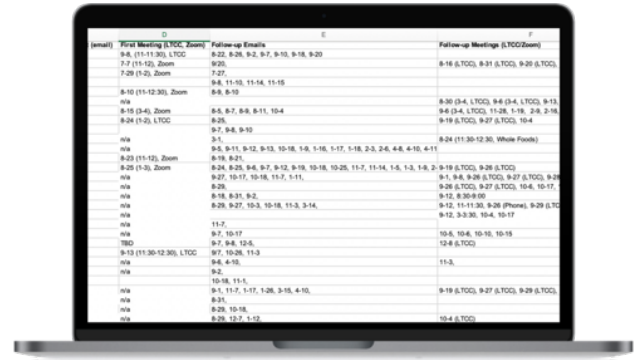 D E F
(email) First Meeting (LTCC, Zoom) Follow-up Emails Follow-up Meetings (LTCC/Zoom)
9-8, (11-11:30), LTCC 8-22, 8-26, 9-2, 9-7, 9-10, 9-18, 9-20
7-7 (11-12), Zoom 9/20, 8-16 (LTCC), 8-31 (LTCC), 9-20 (LTCC),
7-29 (1-2), Zoom 7-27,
9-8, 11-10, 11-14, 11-15
8-10 (11-12:30), Zoom 8-9, 8-10
n/a 8-30 (3-4, LTCC), 9-6 (3-4, LTCC), 9-13,
8-15 (3-4), Zoom 8-5, 8-7, 8-9, 8-11, 10-4 9-6 (3-4, LTCC), 11-28, 1-19, 2-9, 2-16,
8-24 (1-2), LTCC 8-25, 9-19 (LTCC), 9-27 (LTCC), 10-4
9-7, 9-8, 9-10
n/a 3-1, 8-24 (11:30-12:30, Whole Foods)
n/a 9-5, 9-11, 9-12, 9-13, 10-18, 1-9, 1-16, 1-17, 1-18, 2-3, 2-6, 4-8, 4-10, 4-11
8-23 (11-12), Zoom 8-19, 8-21,
8-25 (1-3), Zoom 8-24, 8-25, 9-6, 9-7, 9-12, 9-19, 10-18, 10-25, 11-7, 11-14, 1-5, 1-3, 1-9, 2- 9-19 (LTCC), 9-26 (LTCC)
n/a 9-27, 10-17, 10-18, 11-7, 1-11, 9-1, 9-8, 9-26 (LTCC), 9-27 (LTCC), 9-28
n/a 8-29, 9-26 (LTCC), 9-27 (LTCC), 10-6, 10-17,
n/a 8-18, 8-31, 9-2, 9-12, 8:30-9:00
n/a 8-29, 9-27, 10-3, 10-18, 11-3, 3-14, 9-12, 11-11:30, 9-26 (Phone), 9-29 (LTC
n/a 9-12, 3-3:30, 10-4, 10-17
n/a 11-7,
n/a 9-7, 10-17 10-5, 10-6, 10-10, 10-15
TBD 9-7, 9-8, 12-5, 12-8 (LTCC)
9-13 (11:30-12:30), LTCC 9/7, 10-26, 11-3
n/a 9-6, 4-10, 11-3,
n/a 9-2,
10-18, 11-1,
n/a 9-1, 11-7, 1-17, 1-26, 3-15, 4-10, 9-19 (LTCC), 9-27 (LTCC), 9-29 (LTCC),
n/a 8-31,
n/a 8-29, 10-18,
n/a 8-29, 12-7, 1-12, 10-4 (LTCC)